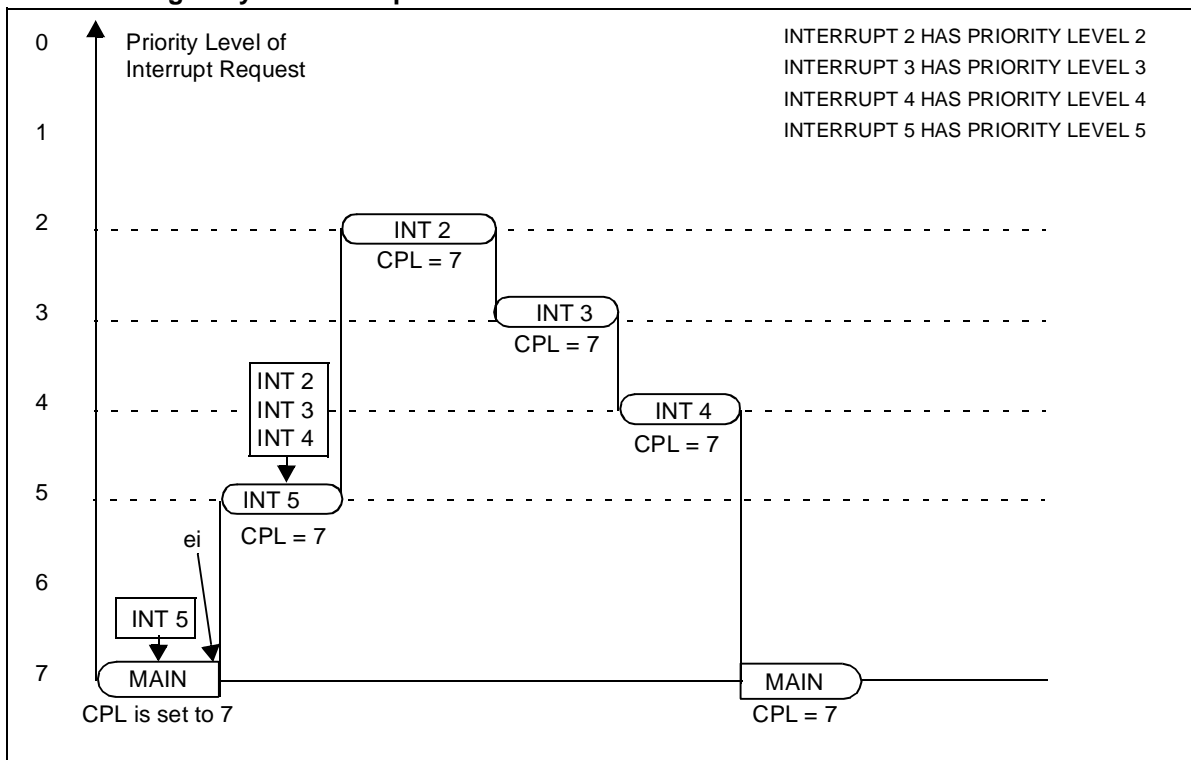 0
Priority Level of
Interrupt Request
INTERRUPT 2 HAS PRIORITY LEVEL 2
INTERRUPT 3 HAS PRIORITY LEVEL 3
INTERRUPT 4 HAS PRIORITY LEVEL 4
INTERRUPT 5 HAS PRIORITY LEVEL 5
1
2
INT 2
CPL = 7
3
INT 3
CPL = 7
INT 2
INT 3
INT 4
4
INT 4
CPL = 7
5
INT 5
CPL = 7
ei
6
INT 5
7
MAIN
CPL is set to 7
MAIN
CPL = 7